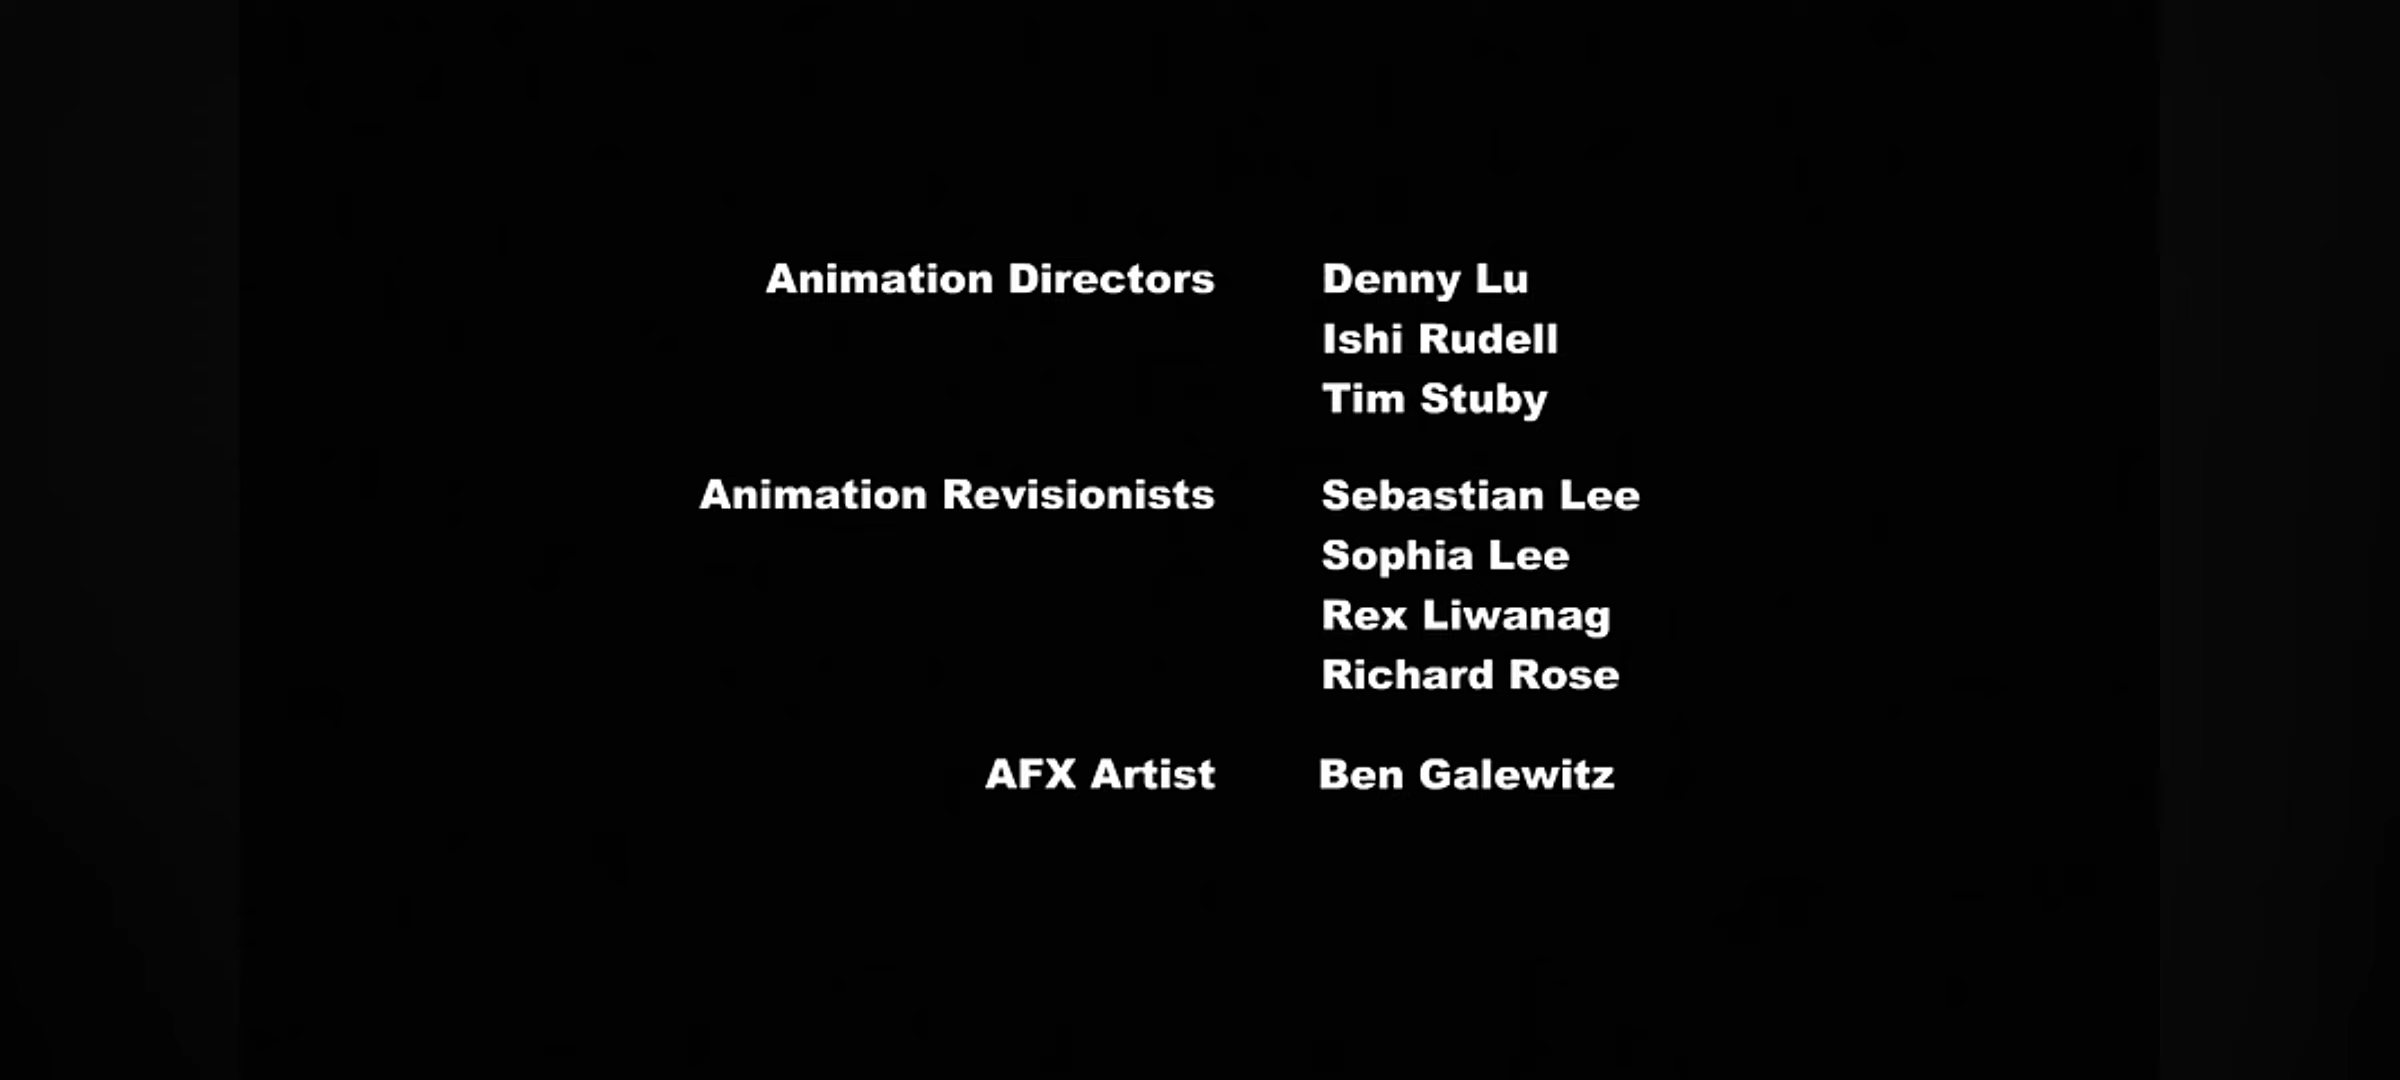 Animation Directors Denny Lu
Ishi Rudell
Tim Stuby
Animation Revisionists Sebastian Lee
Sophia Lee
Rex Liwanag
Richard Rose
AFX Artist Ben Galewitz